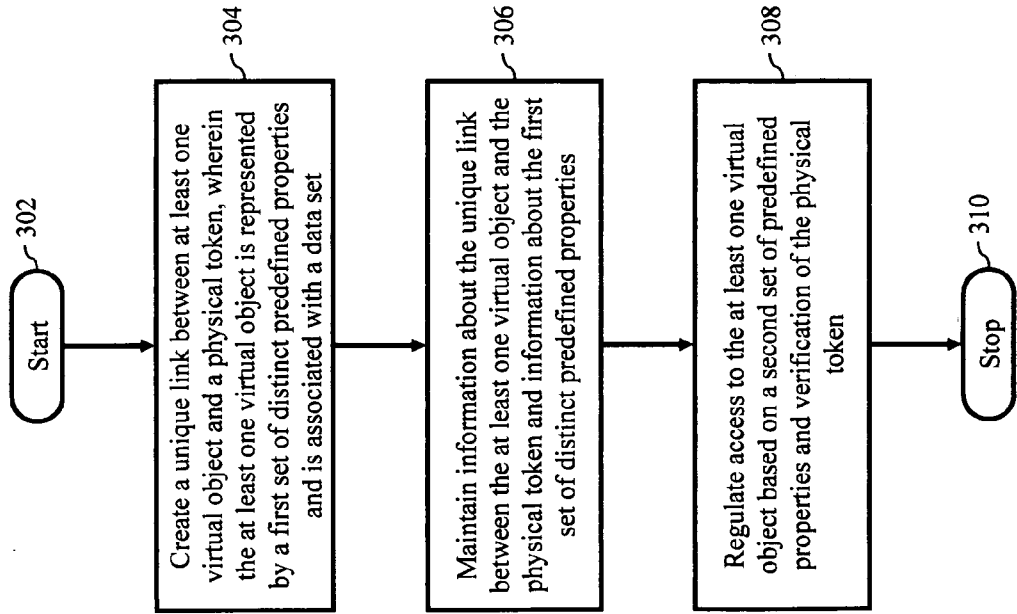 Start
302
Create a unique link between at least one
virtual object and a physical token, wherein
the at least one virtual object is represented
by a first set of distinct predefined properties
and is associated with a data set
304
Maintain information about the unique link
between the at least one virtual object and the
physical token and information about the first
set of distinct predefined properties
306
Regulate access to the at least one virtual
object based on a second set of predefined
properties and verification of the physical
token
308
Stop
310